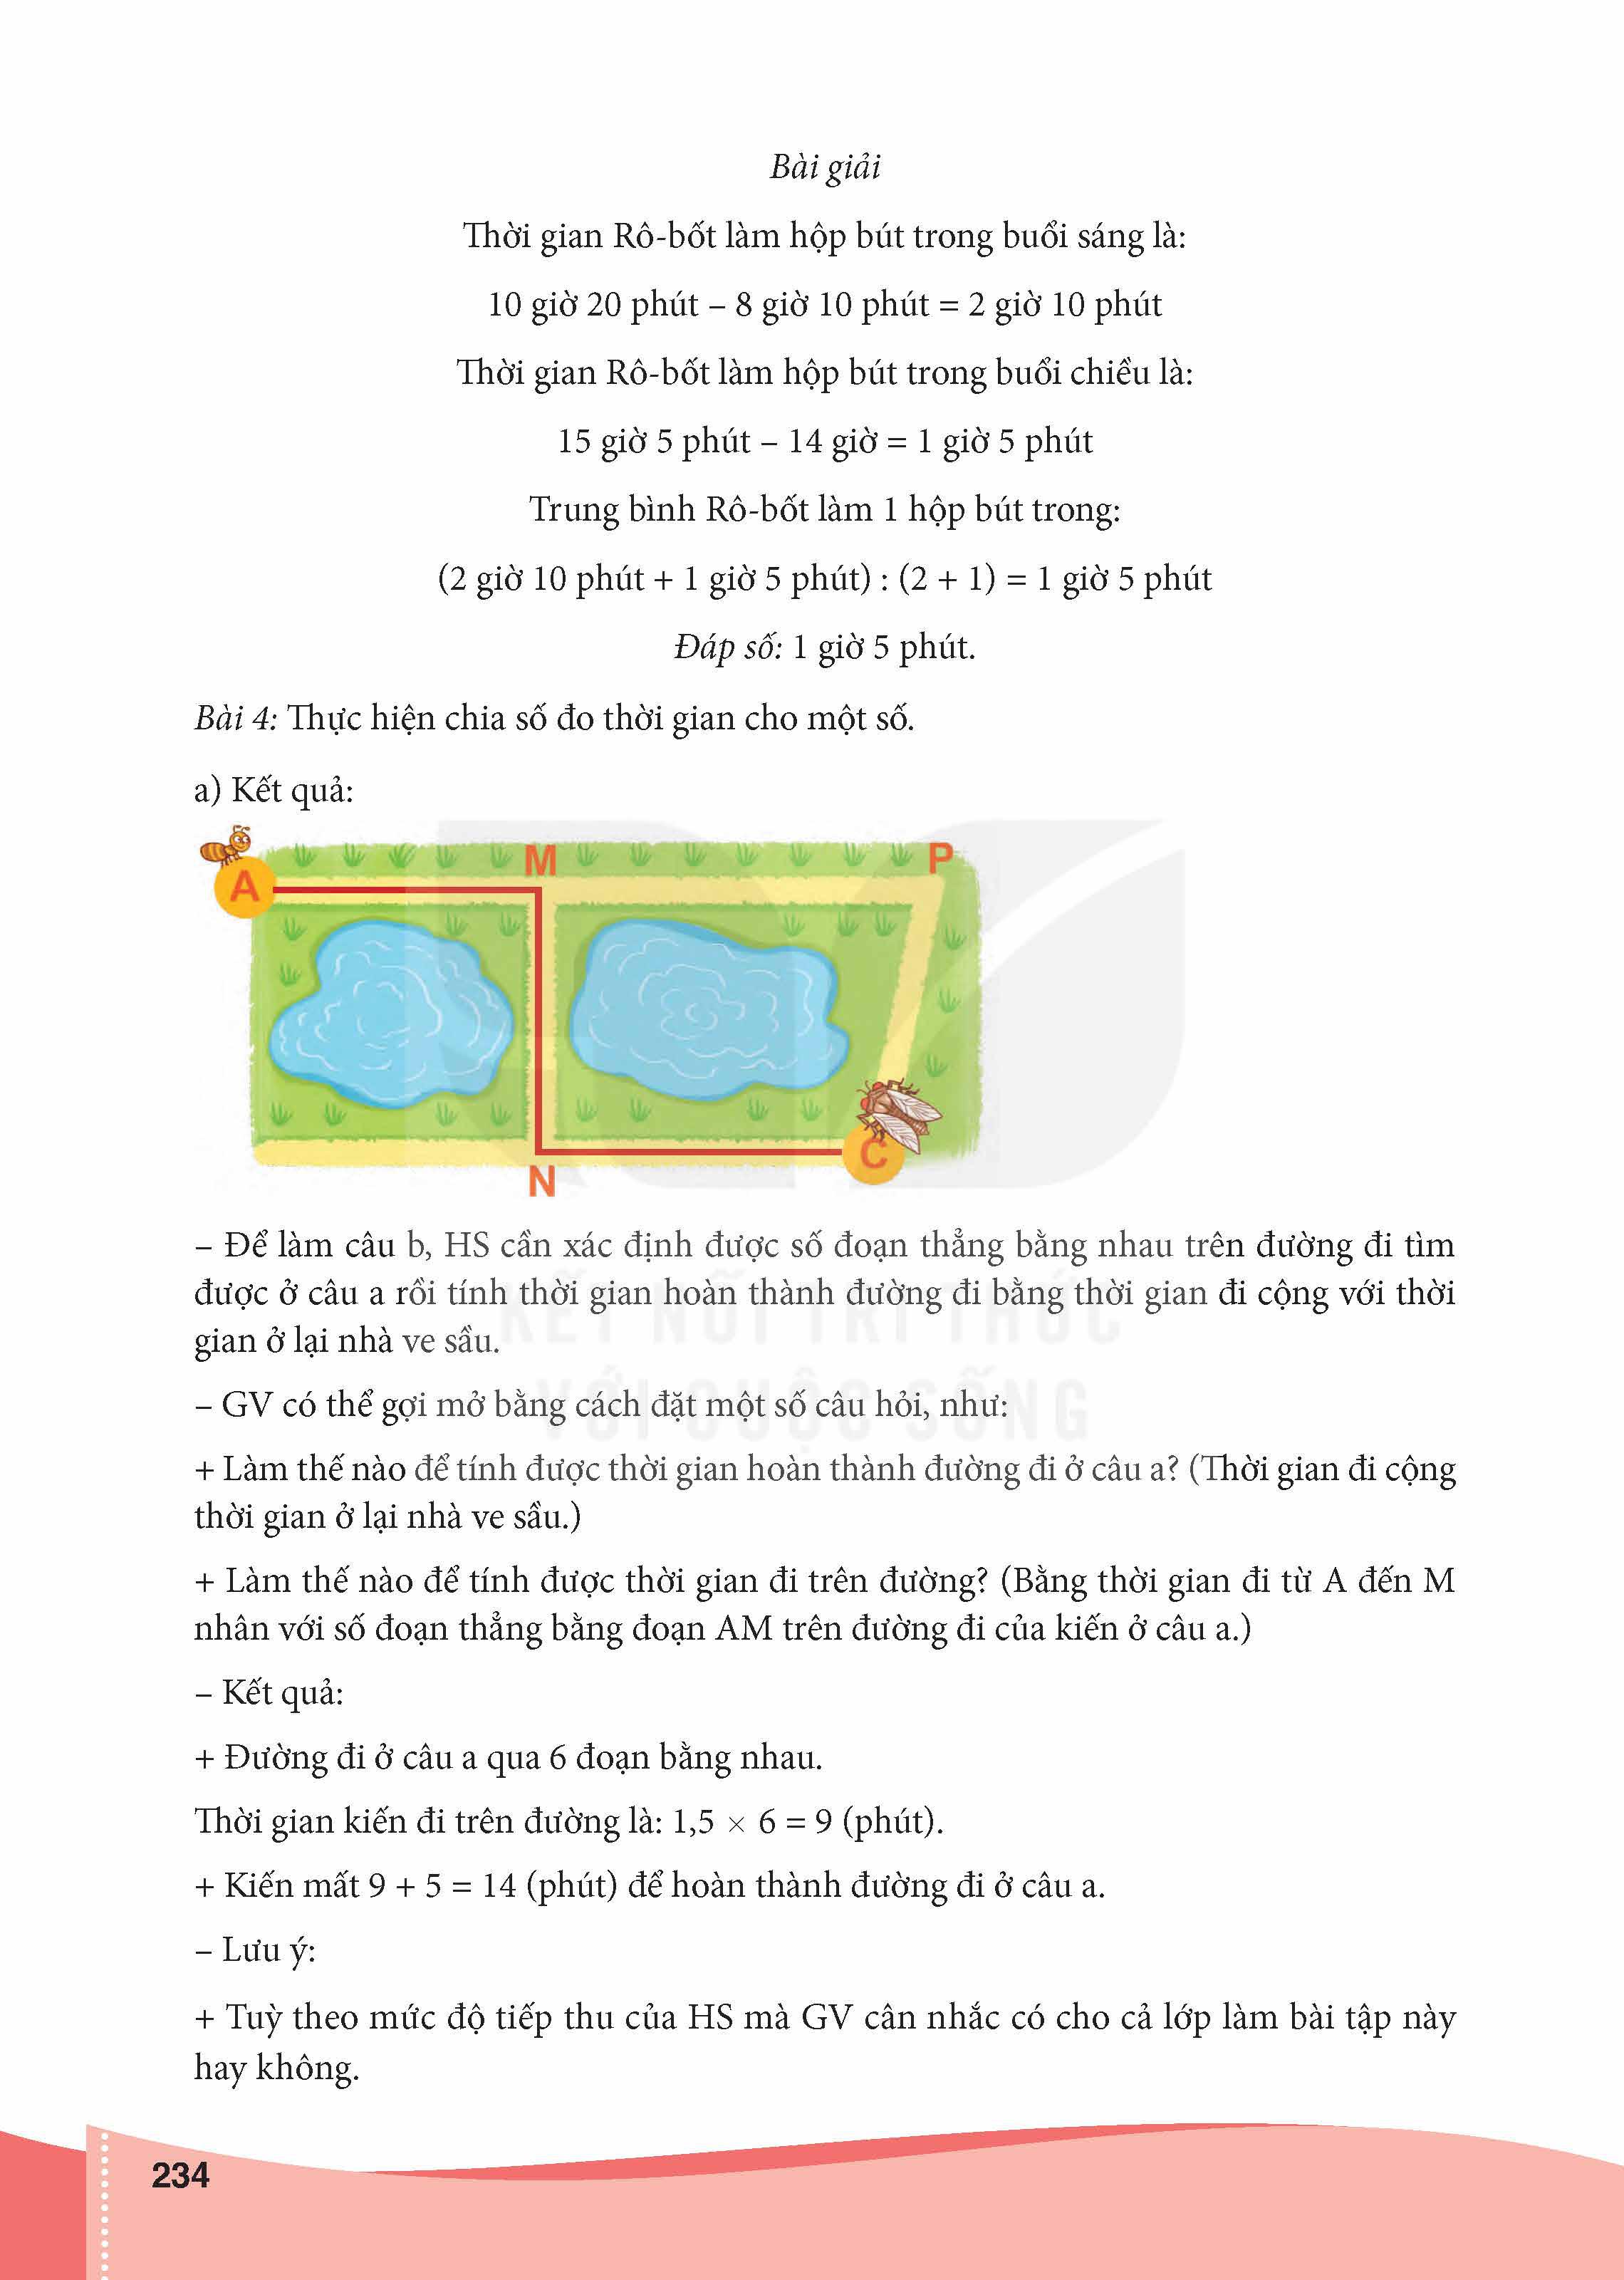 Bài giải
Thời gian Rô-bốt làm hộp bút trong buổi sáng là:
10 giờ 20 phút – 8 giờ 10 phút = 2 giờ 10 phút
Thời gian Rô-bốt làm hộp bút trong buổi chiều là:
15 giờ 5 phút – 14 giờ = 1 giờ 5 phút
Trung bình Rô-bốt làm 1 hộp bút trong:
(2 giờ 10 phút + 1 giờ 5 phút) : (2 + 1) = 1 giờ 5 phút
Đáp số: 1 giờ 5 phút.
Bài 4: Thực hiện chia số đo thời gian cho một số.
a) Kết quả:
A
M
P
C
N
– Để làm câu b, HS cần xác định được số đoạn thẳng bằng nhau trên đường đi tìm
được ở câu a rồi tính thời gian hoàn thành đường đi bằng thời gian đi cộng với thời
gian ở lại nhà ve sầu.
– GV có thể gợi mở bằng cách đặt một số câu hỏi, như:
+ Làm thế nào để tính được thời gian hoàn thành đường đi ở câu a? (Thời gian đi cộng
thời gian ở lại nhà ve sầu.)
+ Làm thế nào để tính được thời gian đi trên đường? (Bằng thời gian đi từ A đến M
nhân với số đoạn thẳng bằng đoạn AM trên đường đi của kiến ở câu a.)
– Kết quả:
+ Đường đi ở câu a qua 6 đoạn bằng nhau.
Thời gian kiến đi trên đường là: 1,5 × 6 = 9 (phút).
+ Kiến mất 9 + 5 = 14 (phút) để hoàn thành đường đi ở câu a.
– Lưu ý:
+ Tuỳ theo mức độ tiếp thu của HS mà GV cân nhắc có cho cả lớp làm bài tập này
hay không.
KẾT NỐI TRI THỨC
VỚI CUỘC SỐNG
234